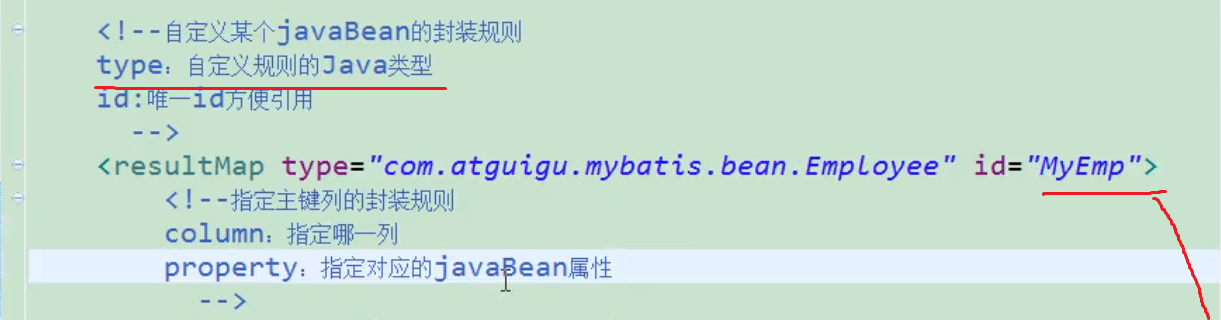 <!--自定义某个javaBean的封装规则
type：自定义规则的Java类型
id:唯一id方便引用
-->
<resultMap type="com.atguigu.mybatis.bean.Employee" id="MyEmp">
<!--指定主键列的封装规则
column：指定哪一列
property：指定对应的javaBean属性
-->